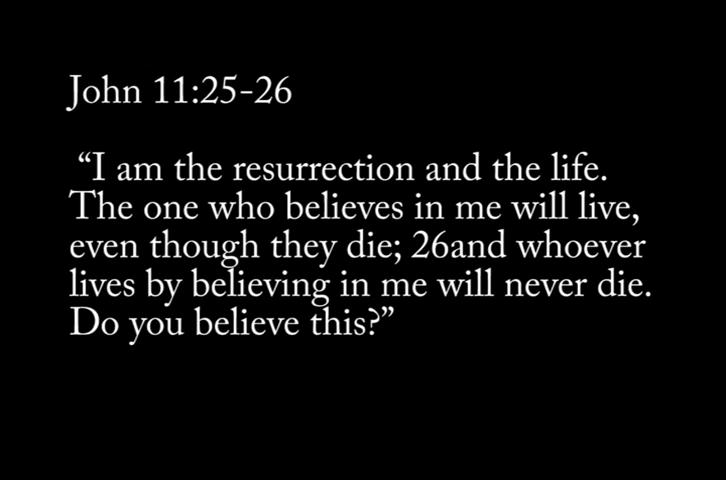 John 11:25-26
“I am the resurrection and the life.
The one who believes in me will live,
even though they die; 26and whoever
lives by believing in me will never die.
Do you believe this?”